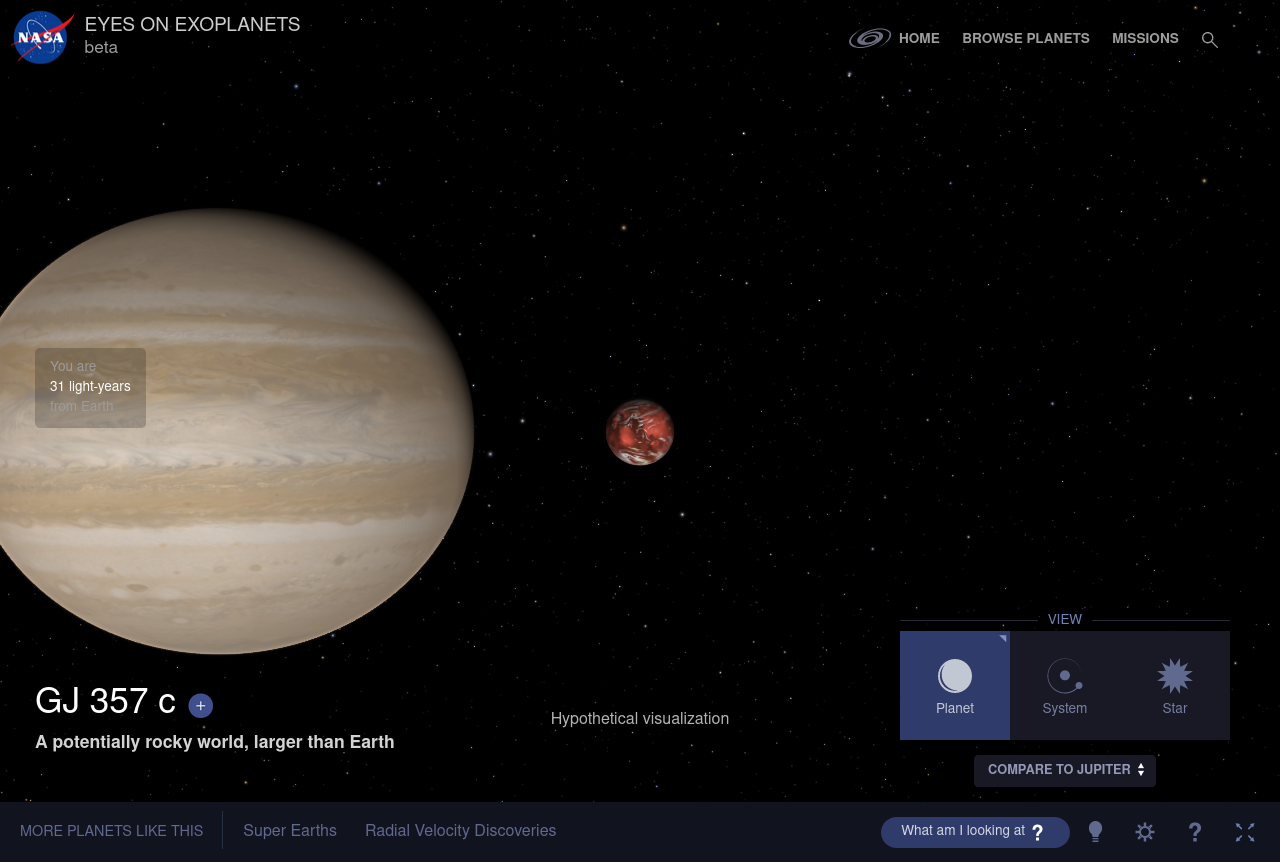 NASA
EYES ON EXOPLANETS
beta
HOME
BROWSE PLANETS
MISSIONS
You are
31 light-years
from Earth
VIEW
Planet
System
Star
GJ 357 c +
A potentially rocky world, larger than Earth
Hypothetical visualization
COMPARE TO JUPITER
MORE PLANETS LIKE THIS
Super Earths
Radial Velocity Discoveries
What am I looking at ?
?